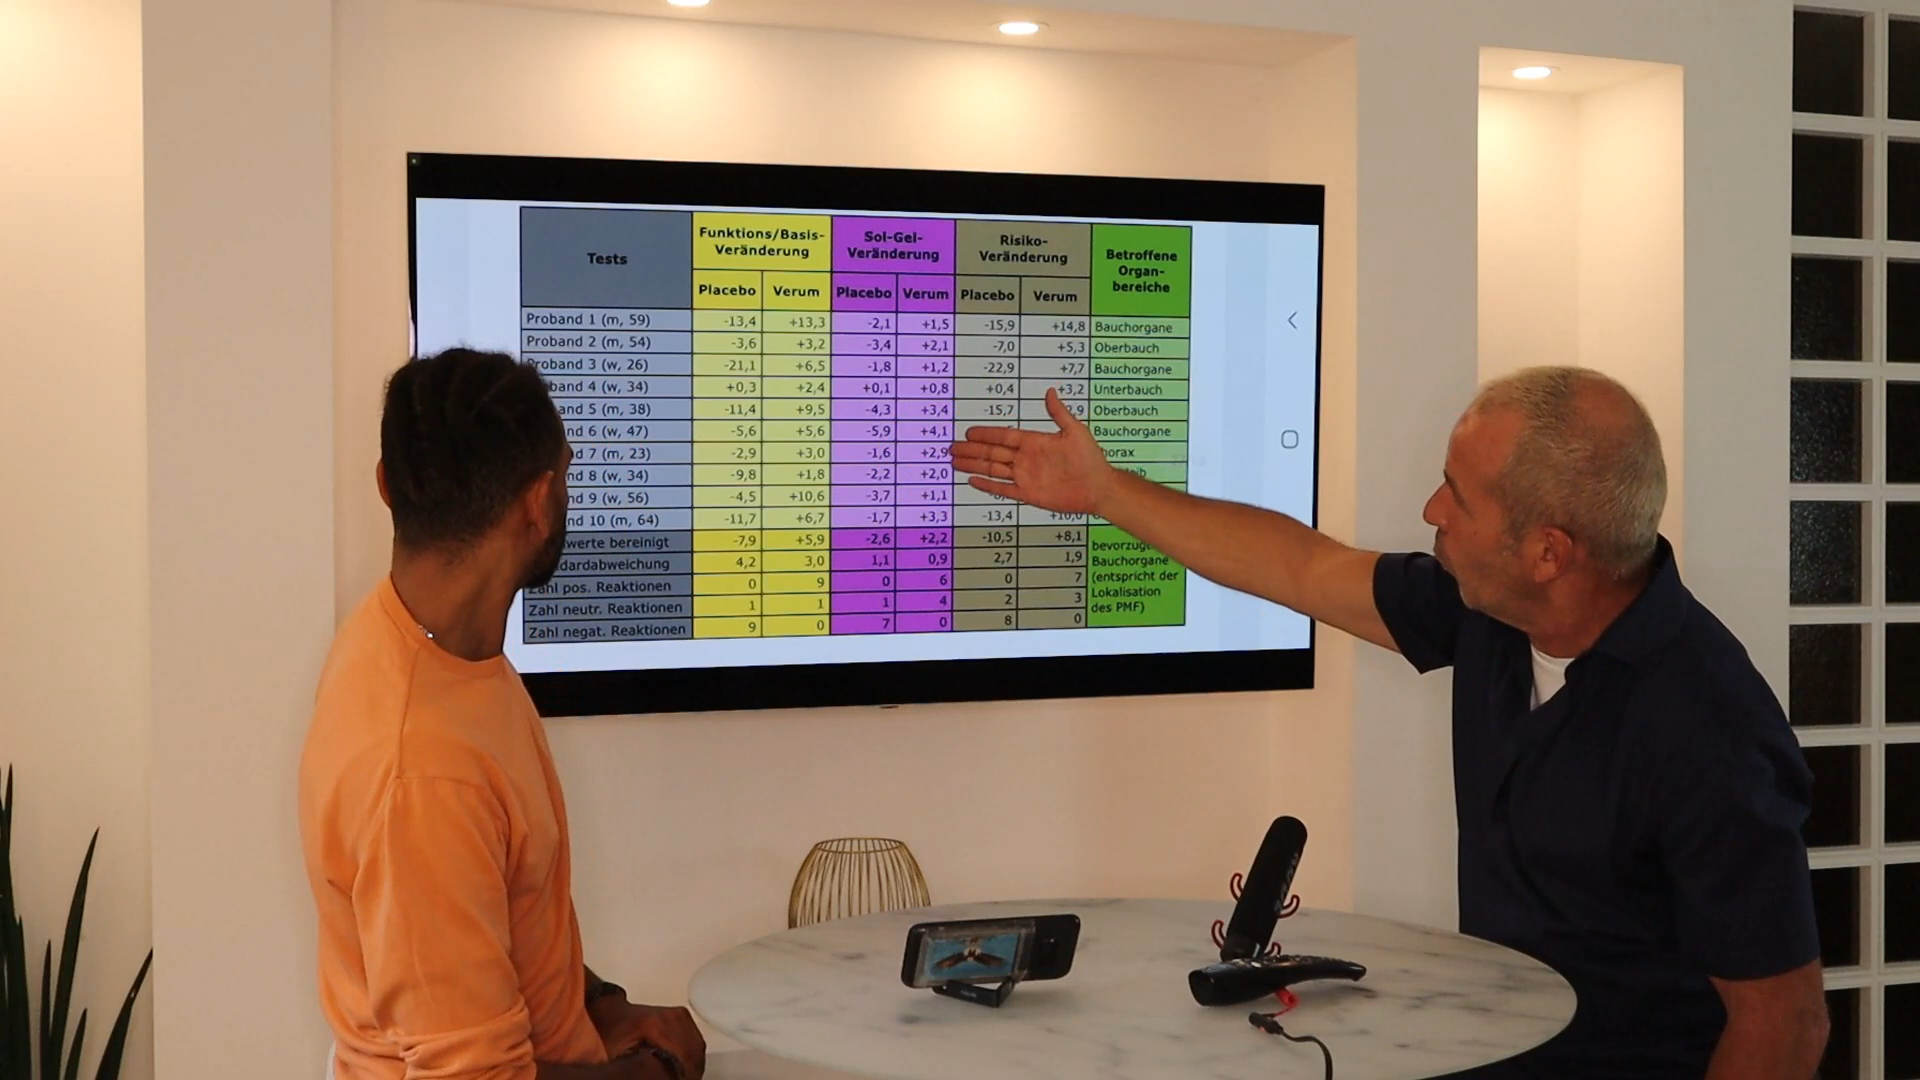 Tests
Funktions/Basis-
Veränderung
Sol-Gel-
Veränderung
Risiko-
Veränderung
Betroffene
Organ-
bereiche
Placebo Verum Placebo Verum Placebo Verum
Proband 1 (m, 59) -13,4 +13,3 -2,1 +1,5 -15,9 +14,8 Bauchorgane
Proband 2 (m, 54) -3,6 +3,2 -3,4 +2,1 -7,0 +5,3 Oberbauch
Proband 3 (w, 26) -21,1 +6,5 -1,8 +1,2 -22,9 +7,7 Bauchorgane
band 4 (w, 34) +0,3 +2,4 +0,1 +0,8 +0,4 +3,2 Unterbauch
and 5 (m, 38) -11,4 +9,5 -4,3 +3,4 -15,7 2,9 Oberbauch
nd 6 (w, 47) -5,6 +5,6 -5,9 +4,1 Bauchorgane
d 7 (m, 23) -2,9 +3,0 -1,6 +2,9 horax
nd 8 (w, 34) -9,8 +1,8 -2,2 +2,0
nd 9 (w, 56) -4,5 +10,6 -3,7 +1,1
nd 10 (m, 64) -11,7 +6,7 -1,7 +3,3 -13,4 +10,0
werte bereinigt -7,9 +5,9 -2,6 +2,2 -10,5 +8,1
dardabweichung 4,2 3,0 1,1 0,9 2,7 1,9
Zahl pos. Reaktionen 0 9 0 6 0 7
Zahl neutr. Reaktionen 1 1 1 4 2 3
Zahl negat. Reaktionen 9 0 7 0 8 0
bevorzug
Bauchorgane
(entspricht der
Lokalisation
des PMF)